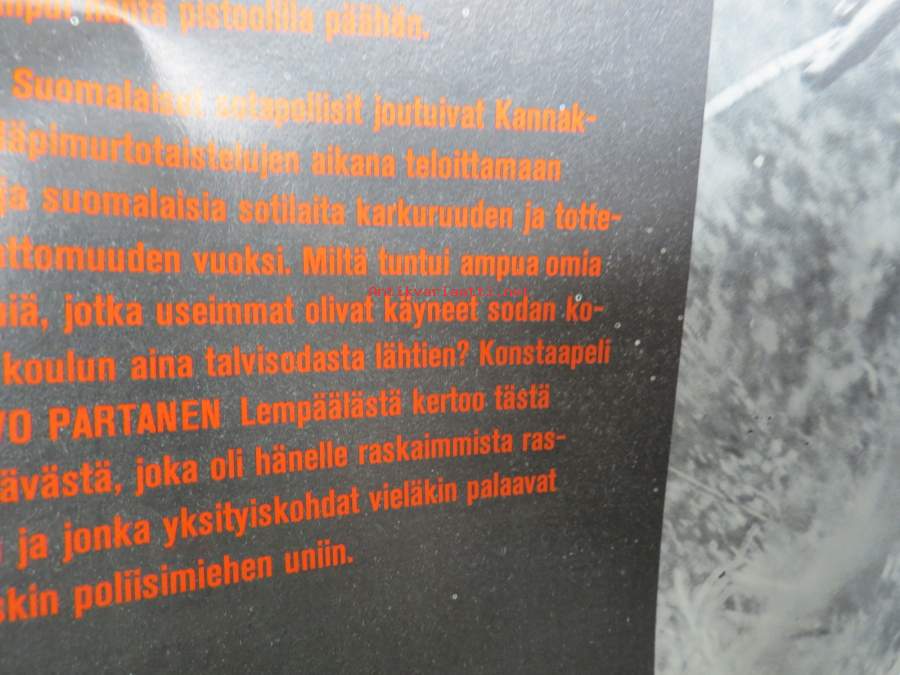 häntä pistoolilla päähän.
Suomalaiset sotapoliisit joutuivat Kannak-
läpimurtotaistelujen aikana teloittamaan
ja suomalaisia sotilaita karkuruuden ja totte-
ttomuuden vuoksi. Miltä tuntui ampua omia
Antikvariaatti.net
iä, jotka useimmat olivat käyneet sodan ko-
koulun aina talvisodasta lähtien? Konstaapeli
VO PARTANEN Lempäälästä kertoo tästä
ävästä, joka oli hänelle raskaimmista ras-
ja jonka yksityiskohdat vieläkin palaavat
skin poliisimiehen uniin.